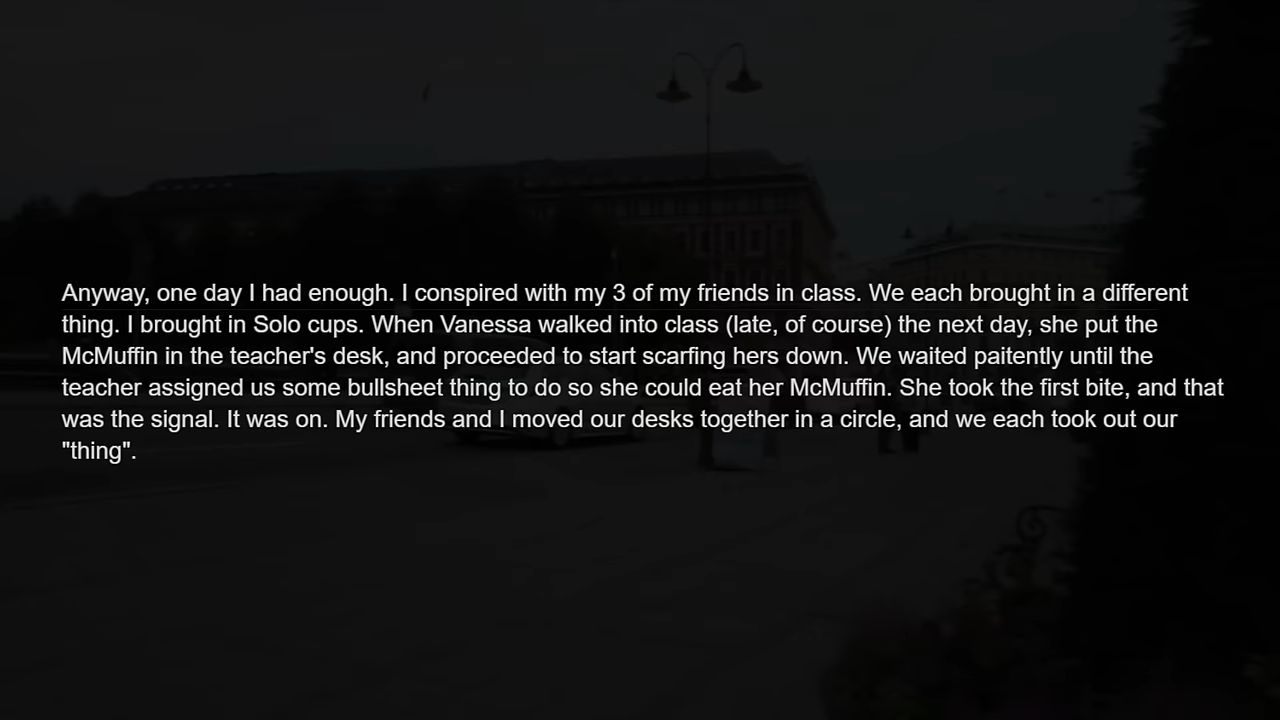 Anyway, one day I had enough. I conspired with my 3 of my friends in class. We each brought in a different
thing. I brought in Solo cups. When Vanessa walked into class (late, of course) the next day, she put the
McMuffin in the teacher's desk, and proceeded to start scarfing hers down. We waited paitently until the
teacher assigned us some bullsheet thing to do so she could eat her McMuffin. She took the first bite, and that
was the signal. It was on. My friends and I moved our desks together in a circle, and we each took out our
"thing".